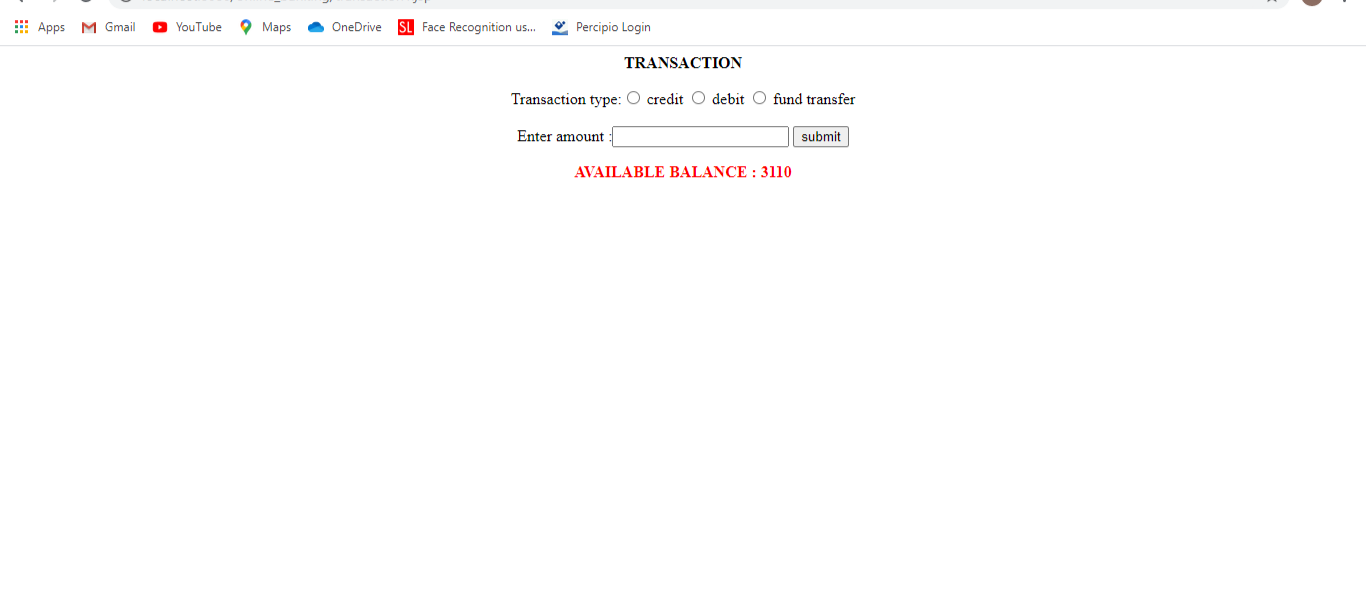 Apps Gmail YouTube Maps OneDrive SL Face Recognition us... Percipio Login
TRANSACTION
Transaction type: credit debit fund transfer
Enter amount : submit
AVAILABLE BALANCE : 3110